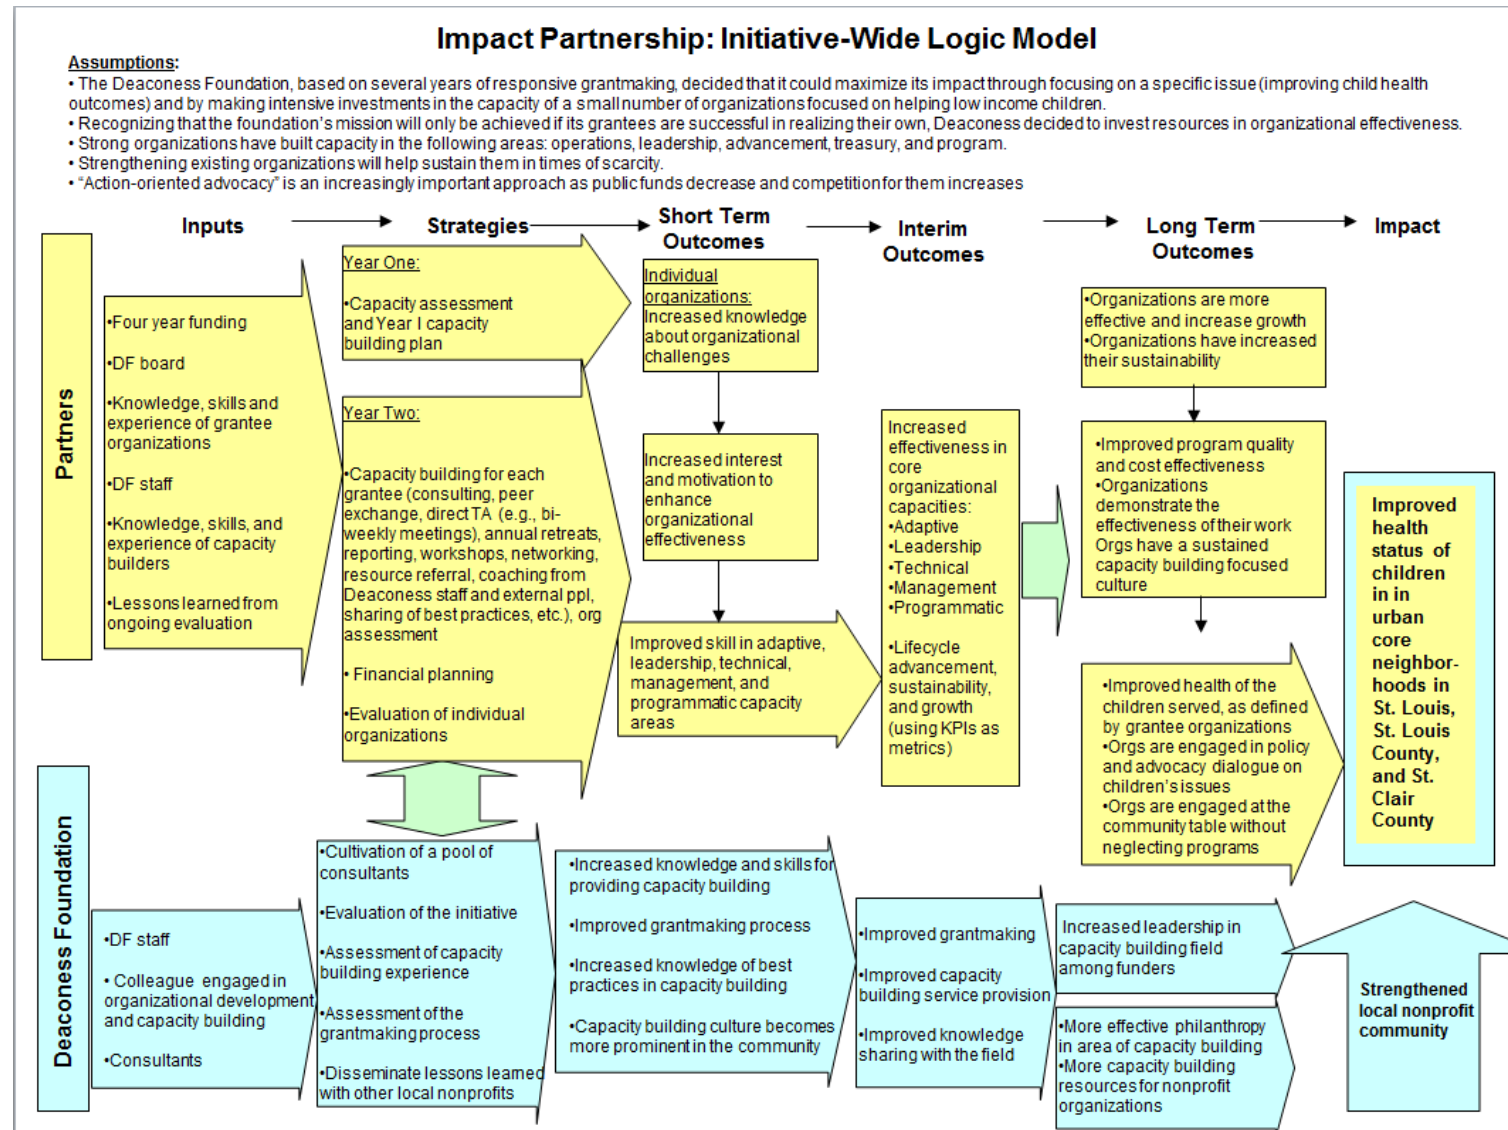 Impact Partnership: Initiative-Wide Logic Model
Assumptions:
• The Deaconess Foundation, based on several years of responsive grantmaking, decided that it could maximize its impact through focusing on a specific issue (improving child health
outcomes) and by making intensive investments in the capacity of a small number of organizations focused on helping low income children.
• Recognizing that the foundation's mission will only be achieved if its grantees are successful in realizing their own, Deaconess decided to invest resources in organizational effectiveness.
• Strong organizations have built capacity in the following areas: operations, leadership, advancement, treasury, and program.
• Strengthening existing organizations will help sustain them in times of scarcity.
• "Action-oriented advocacy" is an increasingly important approach as public funds decrease and competition for them increases
Inputs
Strategies
Short Term
Outcomes
Interim
Outcomes
Long Term
Outcomes
Impact
Partners
•Four year funding
•DF board
•Knowledge, skills and
experience of grantee
organizations
•DF staff
•Knowledge, skills, and
experience of capacity
builders
•Lessons learned from
ongoing evaluation
Year One:
•Capacity assessment
and Year I capacity
building plan
Year Two:
•Capacity building for each
grantee (consulting, peer
exchange, direct TA (e.g., bi-
weekly meetings), annual retreats,
reporting, workshops, networking,
resource referral, coaching from
Deaconess staff and external ppl,
sharing of best practices, etc.), org
assessment
• Financial planning
•Evaluation of individual
organizations
Individual
organizations:
Increased knowledge
about organizational
challenges
Increased interest
and motivation to
enhance
organizational
effectiveness
Improved skill in adaptive,
leadership, technical,
management, and
programmatic capacity
areas
Increased
effectiveness in
core
organizational
capacities:
•Adaptive
•Leadership
•Technical
•Management
•Programmatic
•Lifecycle
advancement,
sustainability,
and growth
(using KPIs as
metrics)
•Organizations are more
effective and increase growth
•Organizations have increased
their sustainability
•Improved program quality
and cost effectiveness
•Organizations
demonstrate the
effectiveness of their work
Orgs have a sustained
capacity building focused
culture
•Improved health of the
children served, as defined
by grantee organizations
•Orgs are engaged in policy
and advocacy dialogue on
children's issues
•Orgs are engaged at the
community table without
neglecting programs
Improved
health
status of
children
in in
urban
core
neighbor-
hoods in
St. Louis,
St. Louis
County,
and St.
Clair
County
Deaconess Foundation
•DF staff
• Colleague engaged in
organizational development
and capacity building
•Consultants
•Cultivation of a pool of
consultants
•Evaluation of the initiative
•Assessment of capacity
building experience
•Assessment of the
grantmaking process
•Disseminate lessons learned
with other local nonprofits
•Increased knowledge and skills for
providing capacity building
•Improved grantmaking process
•Increased knowledge of best
practices in capacity building
•Capacity building culture becomes
more prominent in the community
•Improved grantmaking
•Improved capacity
building service provision
•Improved knowledge
sharing with the field
Increased leadership in
capacity building field
among funders
•More effective philanthropy
in area of capacity building
•More capacity building
resources for nonprofit
organizations
Strengthened
local nonprofit
community